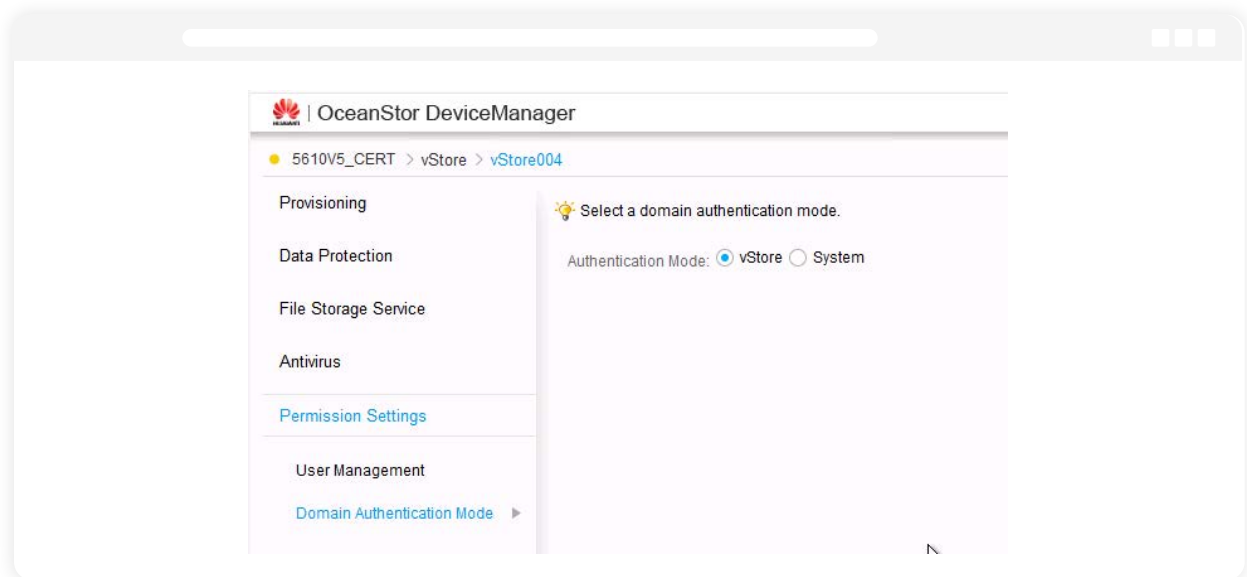 HUAWEI | OceanStor DeviceManager
5610V5_CERT > vStore > vStore004
Provisioning
Select a domain authentication mode.
Data Protection
Authentication Mode: vStore System
File Storage Service
Antivirus
Permission Settings
User Management
Domain Authentication Mode